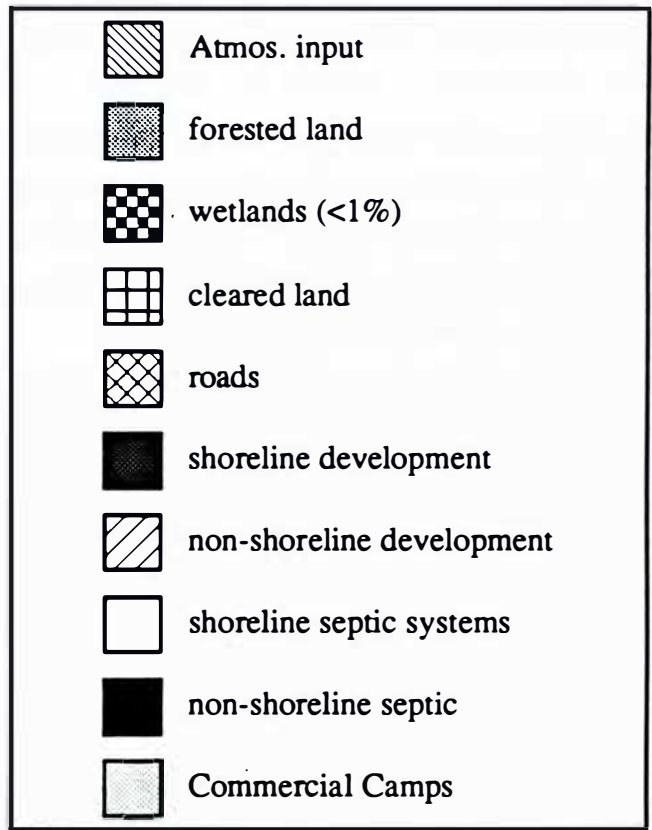 Atmos. input
forested land
wetlands (<1%)
cleared land
roads
shoreline development
non-shoreline development
shoreline septic systems
non-shoreline septic
Commercial Camps